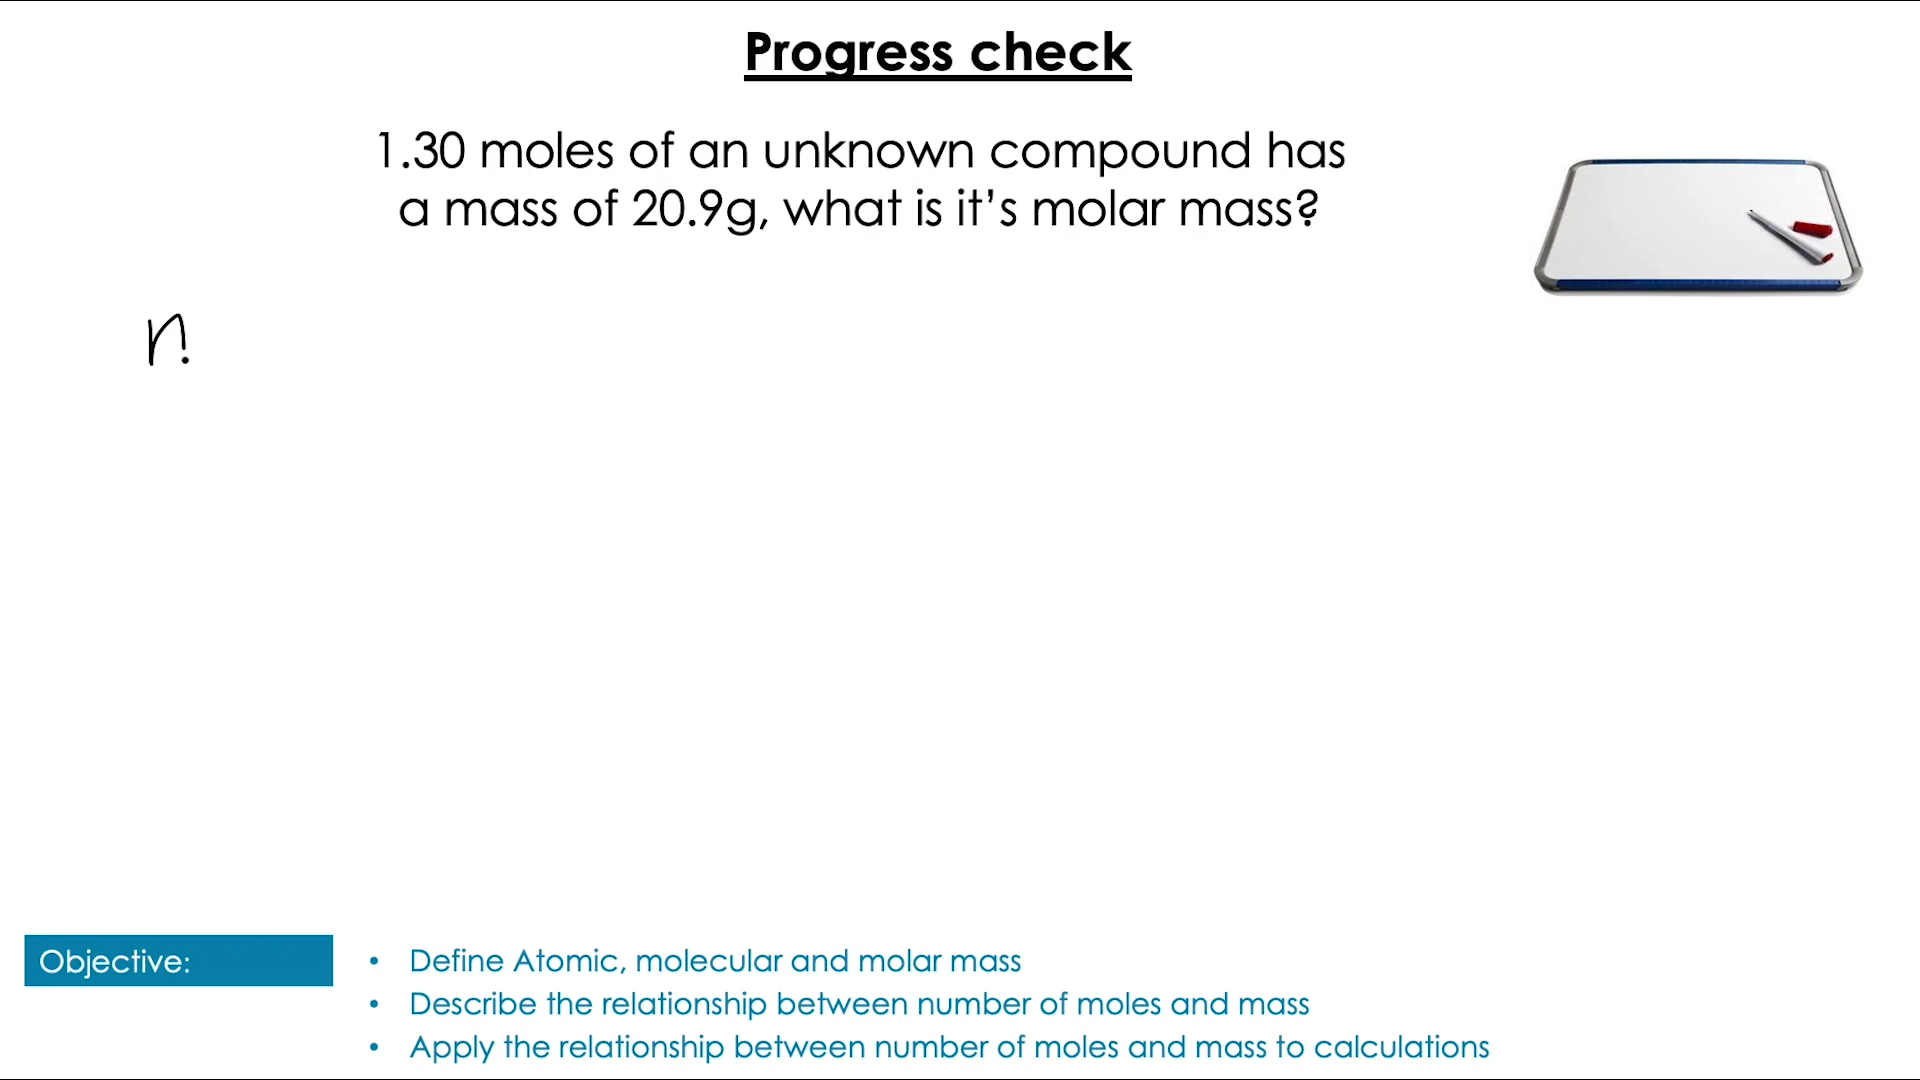 Progress check
1.30 moles of an unknown compound has
a mass of 20.9g, what is it’s molar mass?
n
Objective:
• Define Atomic, molecular and molar mass
• Describe the relationship between number of moles and mass
• Apply the relationship between number of moles and mass to calculations